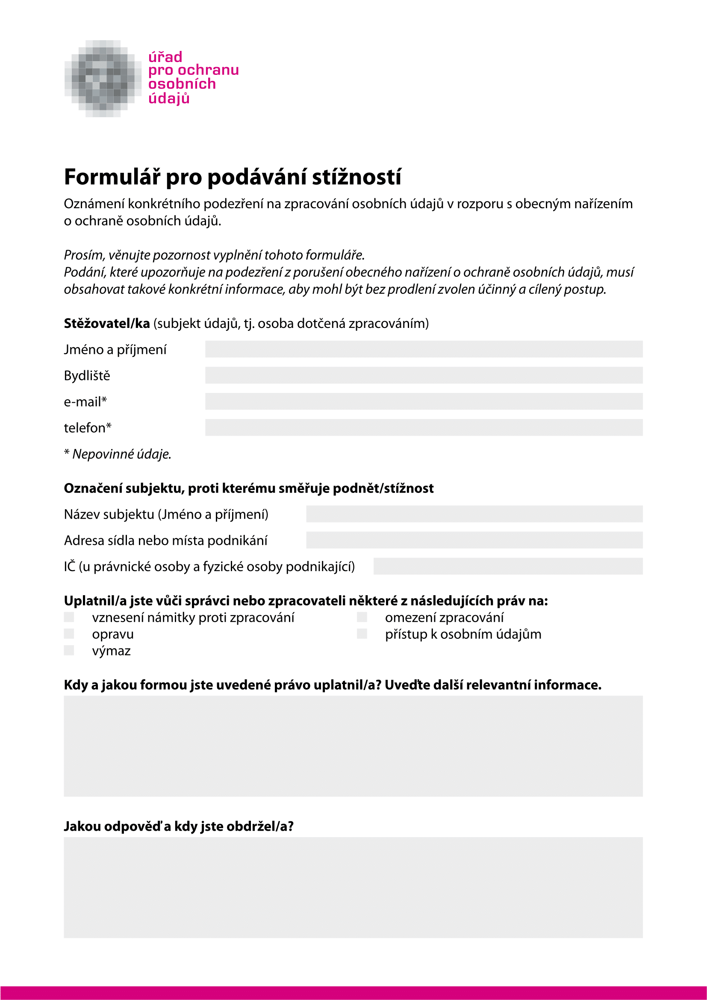 úřad
pro ochranu
osobních
údajů
Formulář pro podávání stížností
Oznámení konkrétního podezření na zpracování osobních údajů v rozporu s obecným nařízením
o ochraně osobních údajů.
Prosím, věnujte pozornost vyplnění tohoto formuláře.
Podání, které upozorňuje na podezření z porušení obecného nařízení o ochraně osobních údajů, musí
obsahovat takové konkrétní informace, aby mohl být bez prodlení zvolen účinný a cílený postup.
Stěžovatel/ka (subjekt údajů, tj. osoba dotčená zpracováním)
Jméno a příjmení
Bydliště
e-mail*
telefon*
* Nepovinné údaje.
Označení subjektu, proti kterému směřuje podnět/stížnost
Název subjektu (Jméno a příjmení)
Adresa sídla nebo místa podnikání
IČ (u právnické osoby a fyzické osoby podnikající)
Uplatnil/a jste vůči správci nebo zpracovateli některé z následujících práv na:
vznesení námitky proti zpracování omezení zpracování
opravu přístup k osobním údajům
výmaz
Kdy a jakou formou jste uvedené právo uplatnil/a? Uveďte další relevantní informace.
Jakou odpověď a kdy jste obdržel/a?